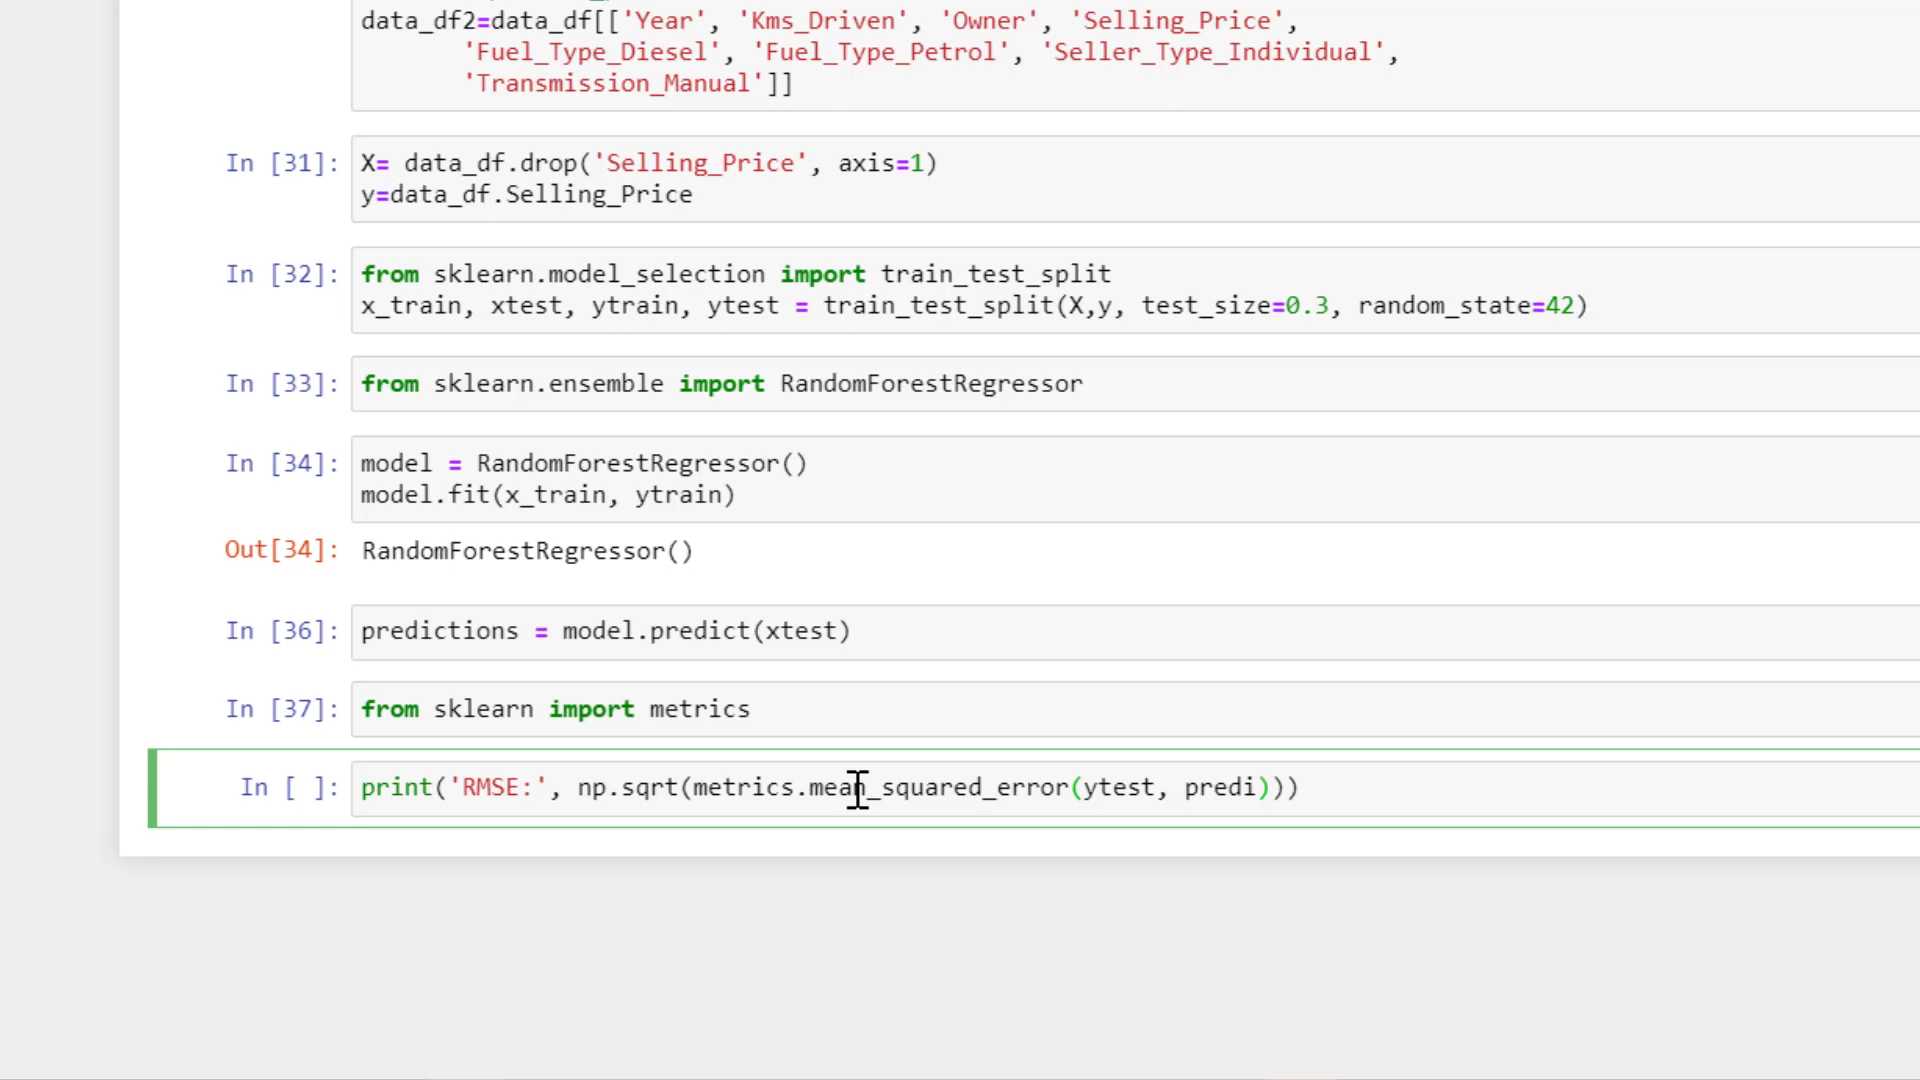 data_df2=data_df[['Year', 'Kms_Driven', 'Owner', 'Selling_Price',
'Fuel_Type_Diesel', 'Fuel_Type_Petrol', 'Seller_Type_Individual',
'Transmission_Manual']]
In [31]: X= data_df.drop('Selling_Price', axis=1)
y=data_df.Selling_Price
In [32]: from sklearn.model_selection import train_test_split
x_train, xtest, ytrain, ytest = train_test_split(X,y, test_size=0.3, random_state=42)
In [33]: from sklearn.ensemble import RandomForestRegressor
In [34]: model = RandomForestRegressor()
model.fit(x_train, ytrain)
Out[34]: RandomForestRegressor()
In [36]: predictions = model.predict(xtest)
In [37]: from sklearn import metrics
In [ ]: print('RMSE:', np.sqrt(metrics.mean_squared_error(ytest, predi)))